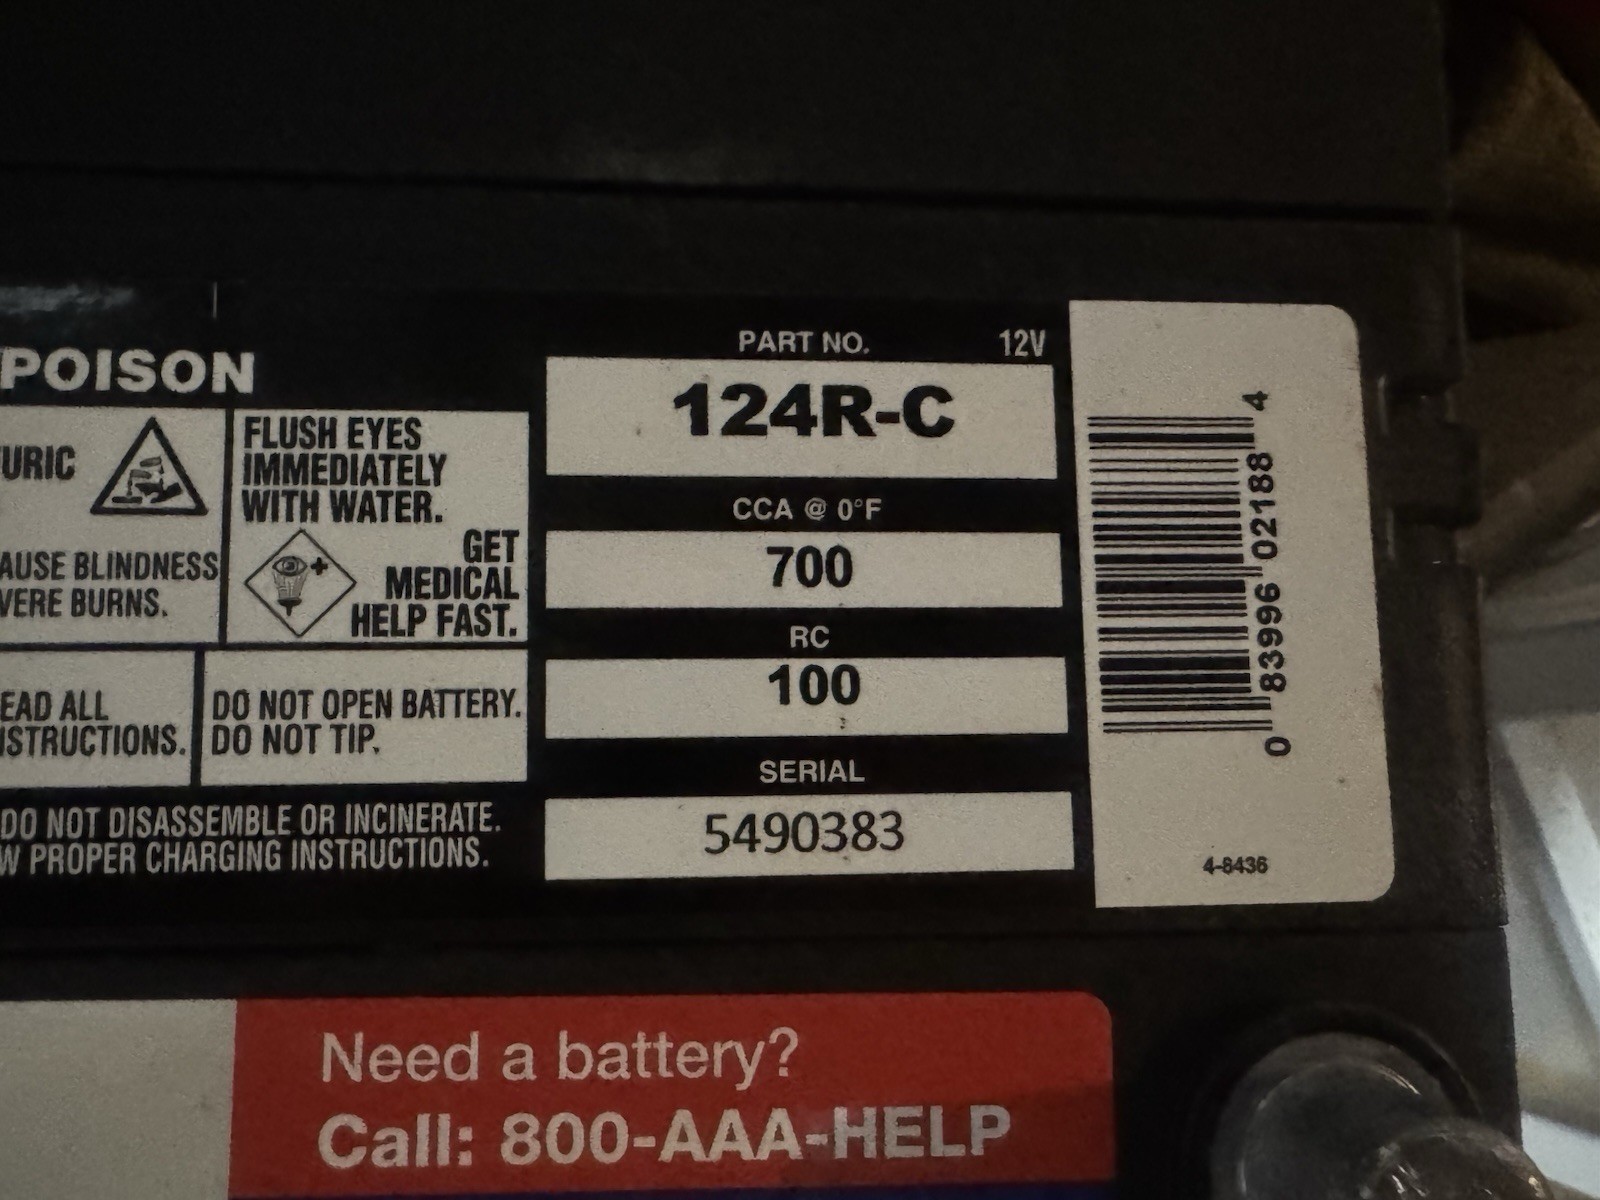 POISON
URIC
AUSE BLINDNESS
VERE BURNS.
FLUSH EYES
IMMEDIATELY
WITH WATER.
GET
MEDICAL
HELP FAST.
EAD ALL
STRUCTIONS.
DO NOT OPEN BATTERY.
DO NOT TIP.
DO NOT DISASSEMBLE OR INCINERATE.
W PROPER CHARGING INSTRUCTIONS.
PART NO. 12V
124R-C
CCA @ 0°F
700
RC
100
SERIAL
5490383
0 83996 02188 4
4-8436
Need a battery?
Call: 800-AAA-HELP